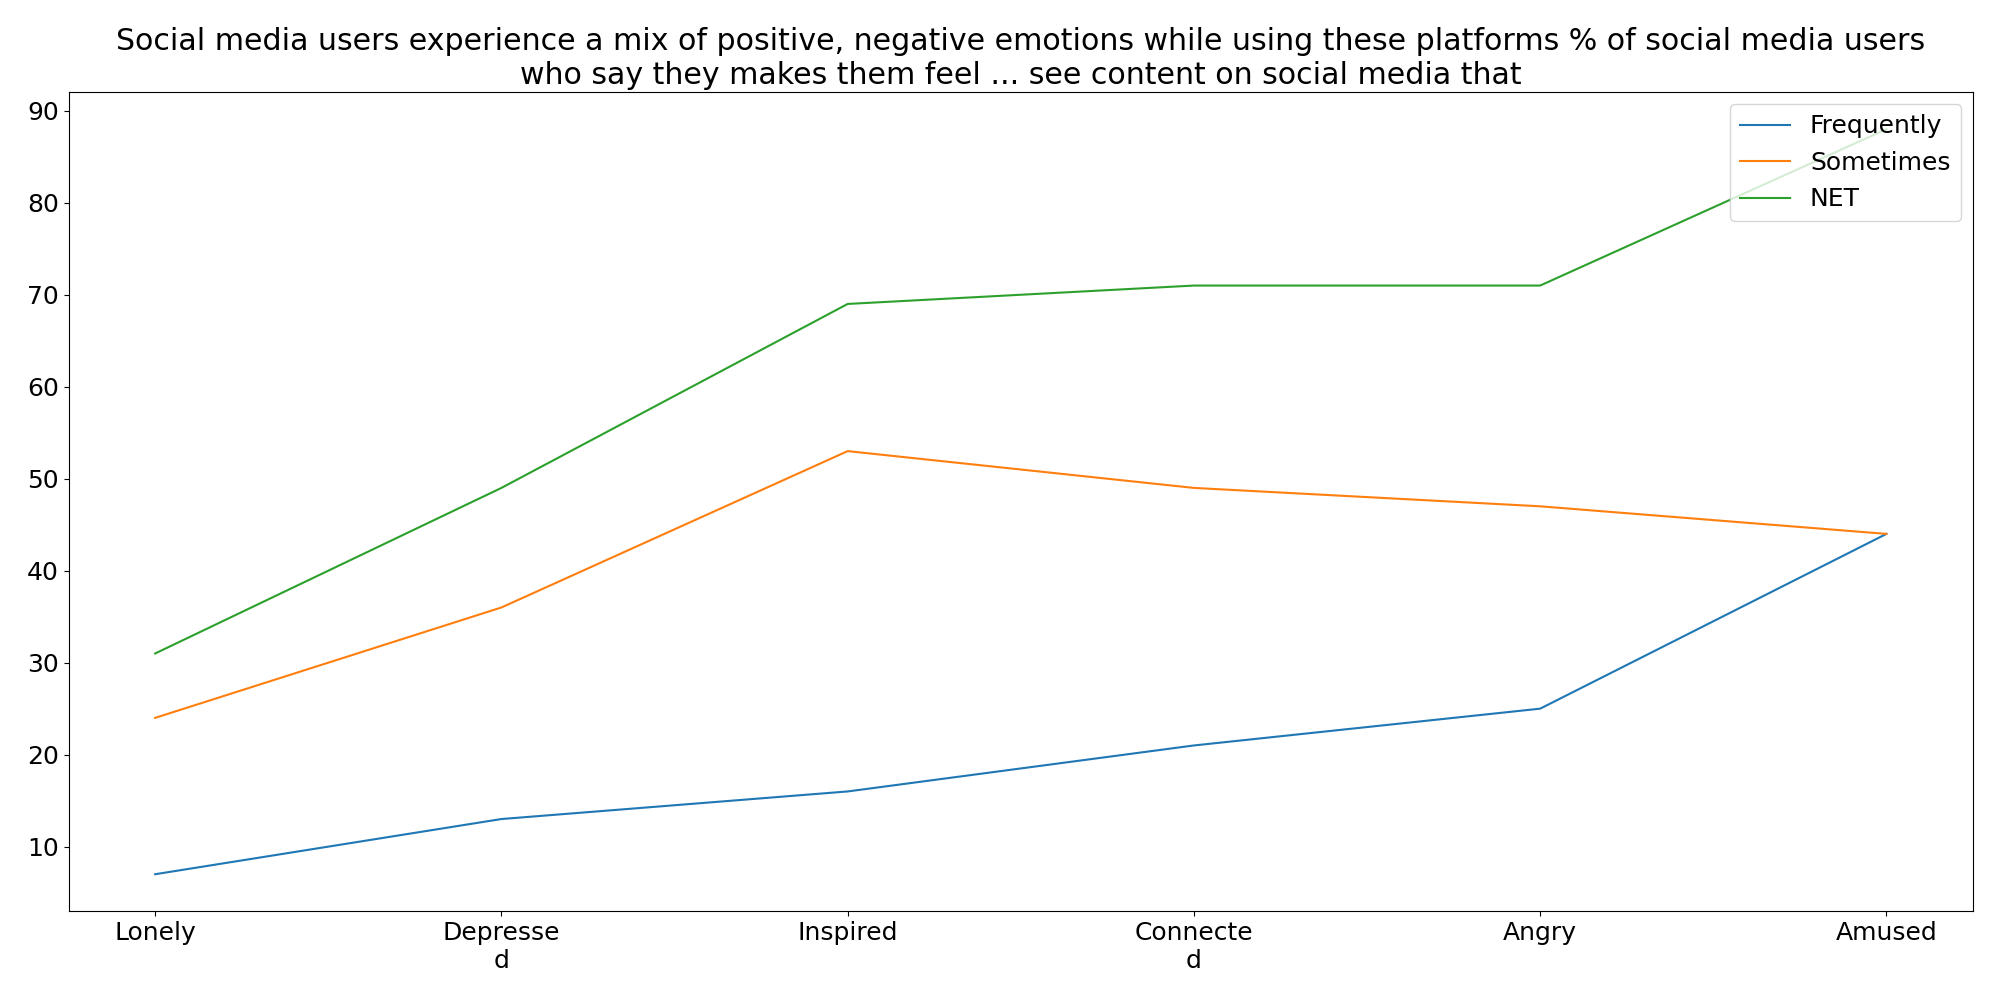 Social media users experience a mix of positive, negative emotions while using these platforms % of social media users
who say they makes them feel ... see content on social media that
90
80
70
60
50
40
30
20
10
Frequently
Sometimes
NET
Lonely
Depresse
d
Inspired
Connecte
d
Angry
Amused